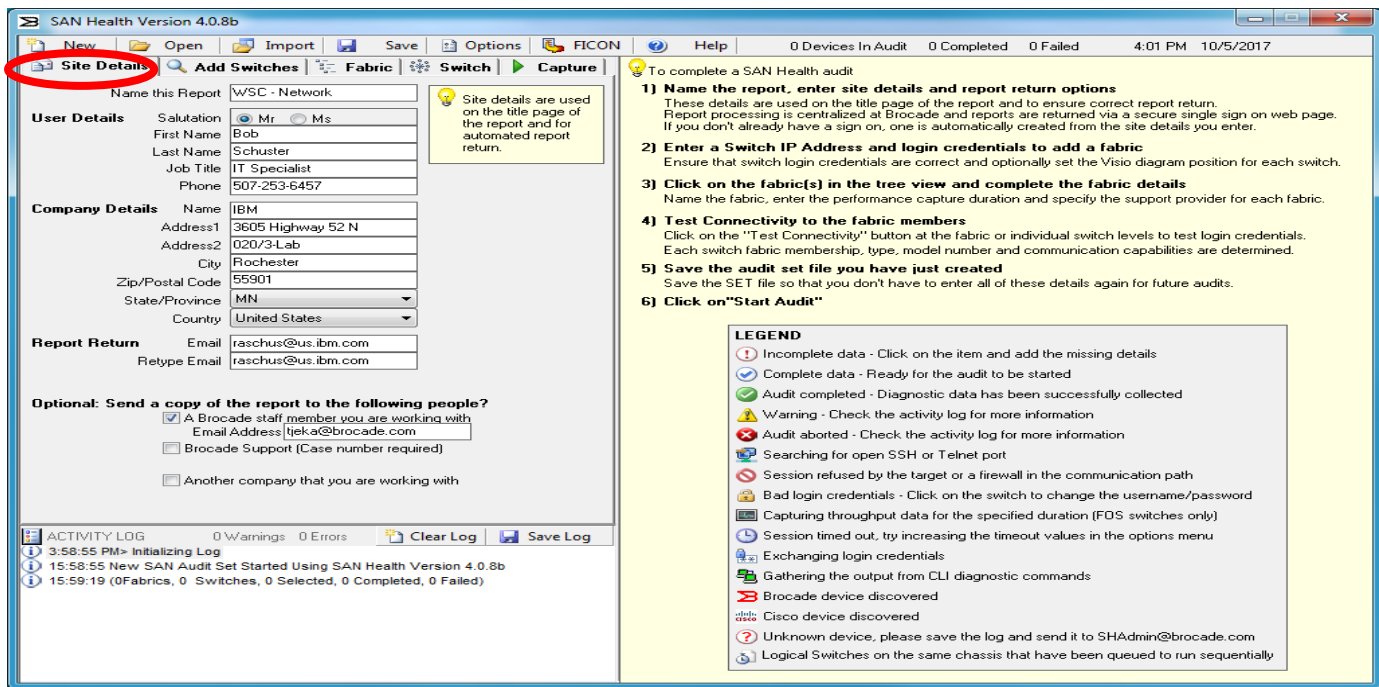 SAN Health Version 4.0.8b
New Open Import Save Options FICON Help 0 Devices In Audit 0 Completed 0 Failed 4:01 PM 10/5/2017
Site Details Add Switches Fabric Switch Capture
Name this Report WSC - Network
User Details Salutation Mr Ms
First Name Bob
Last Name Schuster
Job Title IT Specialist
Phone 507-253-6457
Site details are used
on the title page of
the report and for
automated report
return.
Company Details Name IBM
Address1 3605 Highway 52 N
Address2 020/3-Lab
City Rochester
Zip/Postal Code 55901
State/Province MN
Country United States
Report Return Email raschus@us.ibm.com
Retype Email raschus@us.ibm.com
Optional: Send a copy of the report to the following people?
A Brocade staff member you are working with
Email Address tjeka@brocade.com
Brocade Support (Case number required)
Another company that you are working with
ACTIVITY LOG 0 Warnings 0 Errors Clear Log Save Log
3:58:55 PM> Initializing Log
15:58:55 New SAN Audit Set Started Using SAN Health Version 4.0.8b
15:59:19 (0Fabrics, 0 Switches, 0 Selected, 0 Completed, 0 Failed)
To complete a SAN Health audit
1) Name the report, enter site details and report return options
These details are used on the title page of the report and to ensure correct report return.
Report processing is centralized at Brocade and reports are returned via a secure single sign on web page.
If you don't already have a sign on, one is automatically created from the site details you enter.
2) Enter a Switch IP Address and login credentials to add a fabric
Ensure that switch login credentials are correct and optionally set the Visio diagram position for each switch.
3) Click on the fabric(s) in the tree view and complete the fabric details
Name the fabric, enter the performance capture duration and specify the support provider for each fabric.
4) Test Connectivity to the fabric members
Click on the "Test Connectivity" button at the fabric or individual switch levels to test login credentials.
Each switch fabric membership, type, model number and communication capabilities are determined.
5) Save the audit set file you have just created
Save the SET file so that you don't have to enter all of these details again for future audits.
6) Click on"Start Audit"
LEGEND
Incomplete data - Click on the item and add the missing details
Complete data - Ready for the audit to be started
Audit completed - Diagnostic data has been successfully collected
Warning - Check the activity log for more information
Audit aborted - Check the activity log for more information
Searching for open SSH or Telnet port
Session refused by the target or a firewall in the communication path
Bad login credentials - Click on the switch to change the username/password
Capturing throughput data for the specified duration (FOS switches only)
Session timed out, try increasing the timeout values in the options menu
Exchanging login credentials
Gathering the output from CLI diagnostic commands
Brocade device discovered
Cisco device discovered
Unknown device, please save the log and send it to SHAdmin@brocade.com
Logical Switches on the same chassis that have been queued to run sequentially